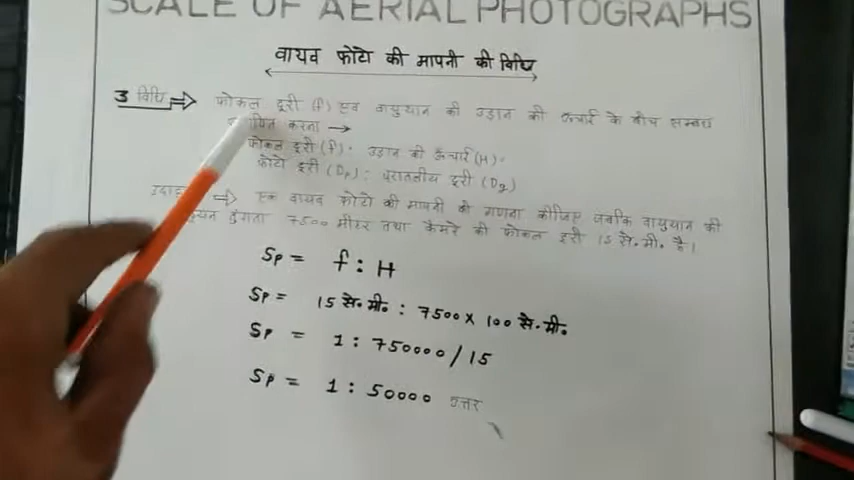 SCALE OF AERIAL PHOTOGRAPHS
वायव फोटो की मापनी की विधि
3 विधि ⇒ फोकल दूरी (f) एवं वायुयान की उड़ान की ऊंचाई के बीच सम्बन्ध
करना →
फोकल दूरी (f): उड़ान की ऊँचाई (H):
फोटो दूरी (Dp): धरातलीय दूरी (Dg)
⇒ एक वायव फोटो की मापनी की गणना कीजिए जबकि वायुयान की
तुंगता 7500 मीटर तथा कैमरे की फोकल दूरी 15 से.मी. है।
Sp = f : H
Sp = 15 से.मी. : 7500 x 100 से.मी.
Sp = 1 : 750000 / 15
Sp = 1 : 50000 उत्तर